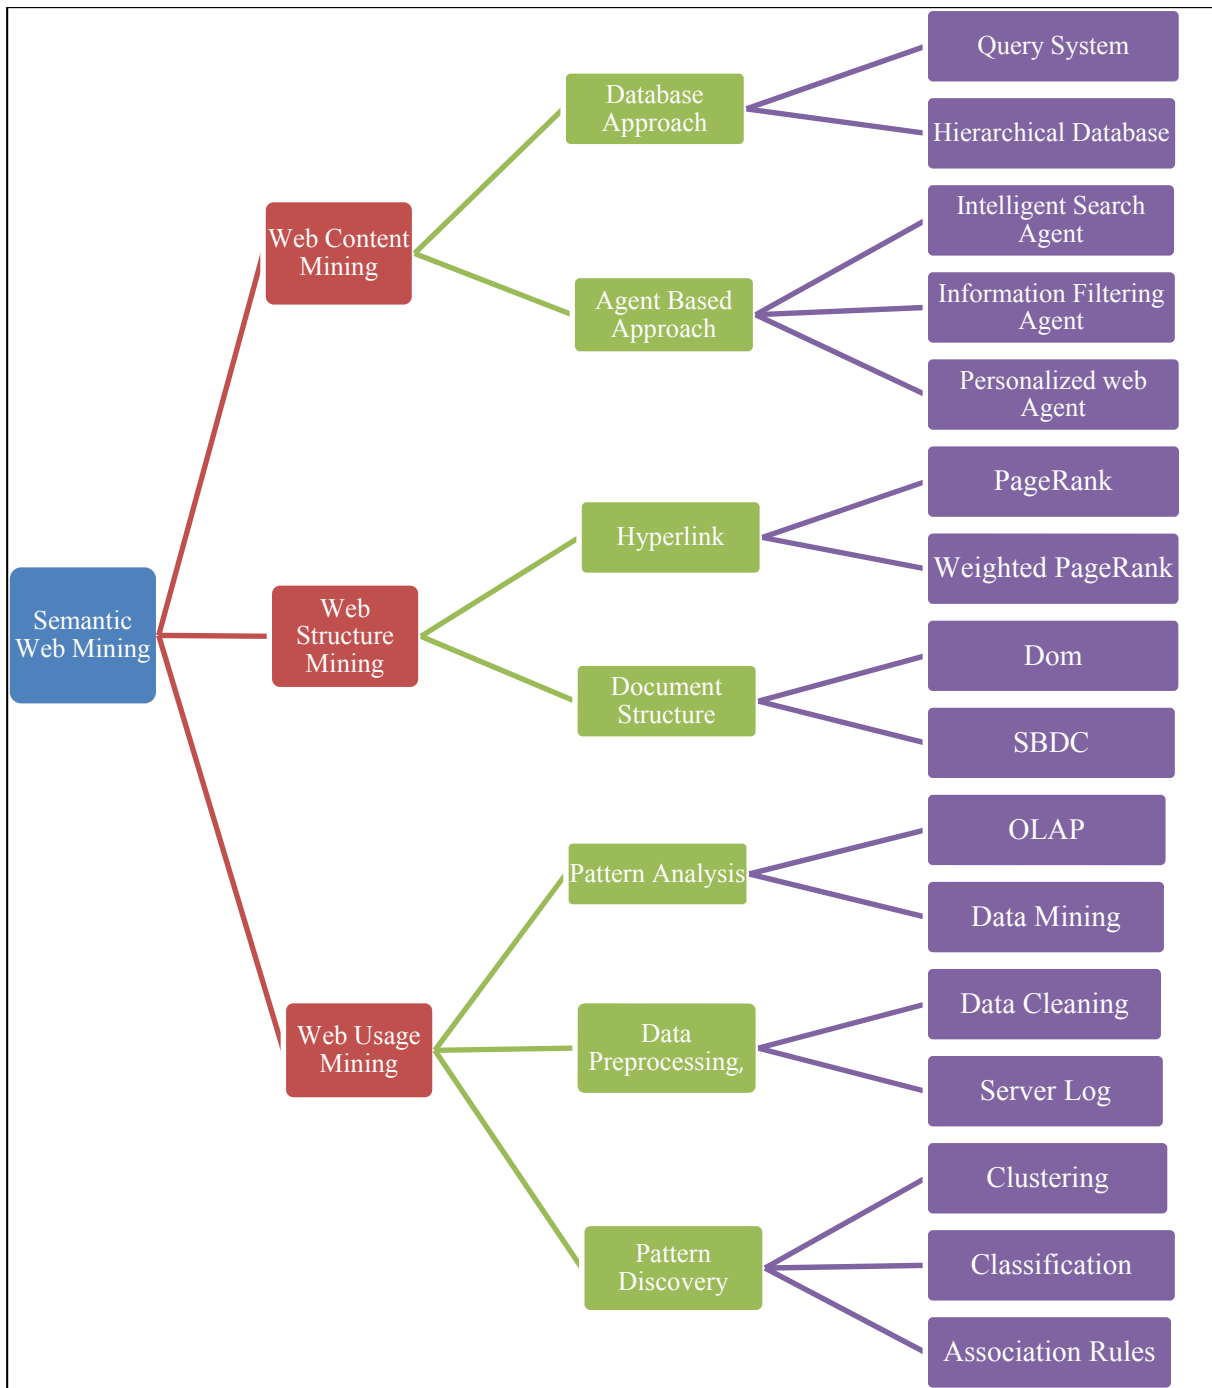 Semantic
Web Mining
Web Content
Mining
Web
Structure
Mining
Web Usage
Mining
Database
Approach
Agent Based
Approach
Hyperlink
Document
Structure
Pattern Analysis
Data
Preprocessing,
Pattern
Discovery
Query System
Hierarchical Database
Intelligent Search
Agent
Information Filtering
Agent
Personalized web
Agent
PageRank
Weighted PageRank
Dom
SBDC
OLAP
Data Mining
Data Cleaning
Server Log
Clustering
Classification
Association Rules